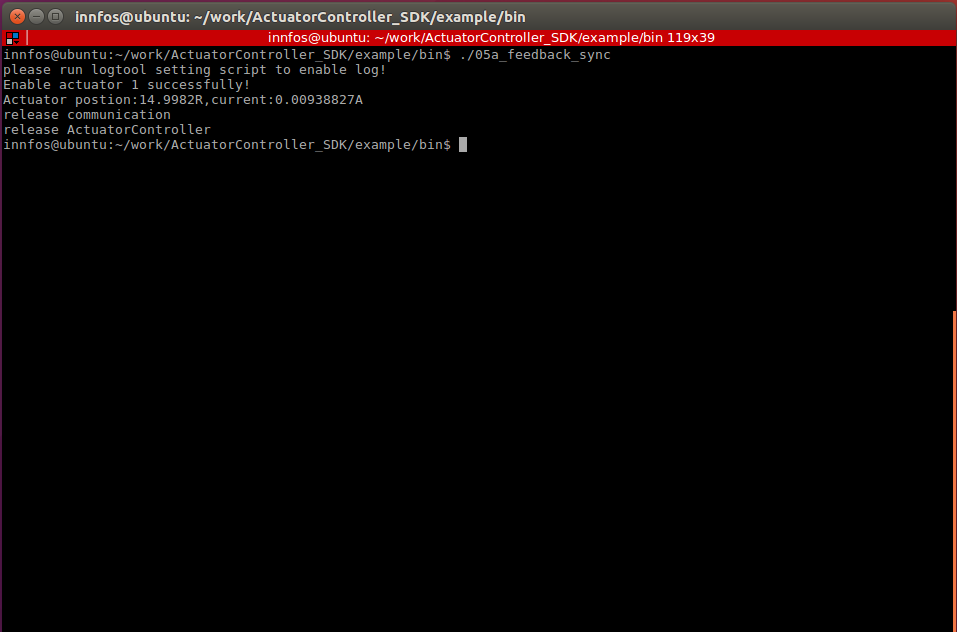 innfos@ubuntu: ~/work/ActuatorController_SDK/example/bin
innfos@ubuntu: ~/work/ActuatorController_SDK/example/bin 119x39
innfos@ubuntu:~/work/ActuatorController_SDK/example/bin$ ./05a_feedback_sync
please run logtool setting script to enable log!
Enable actuator 1 successfully!
Actuator postion:14.9982R,current:0.00938827A
release communication
release ActuatorController
innfos@ubuntu:~/work/ActuatorController_SDK/example/bin$